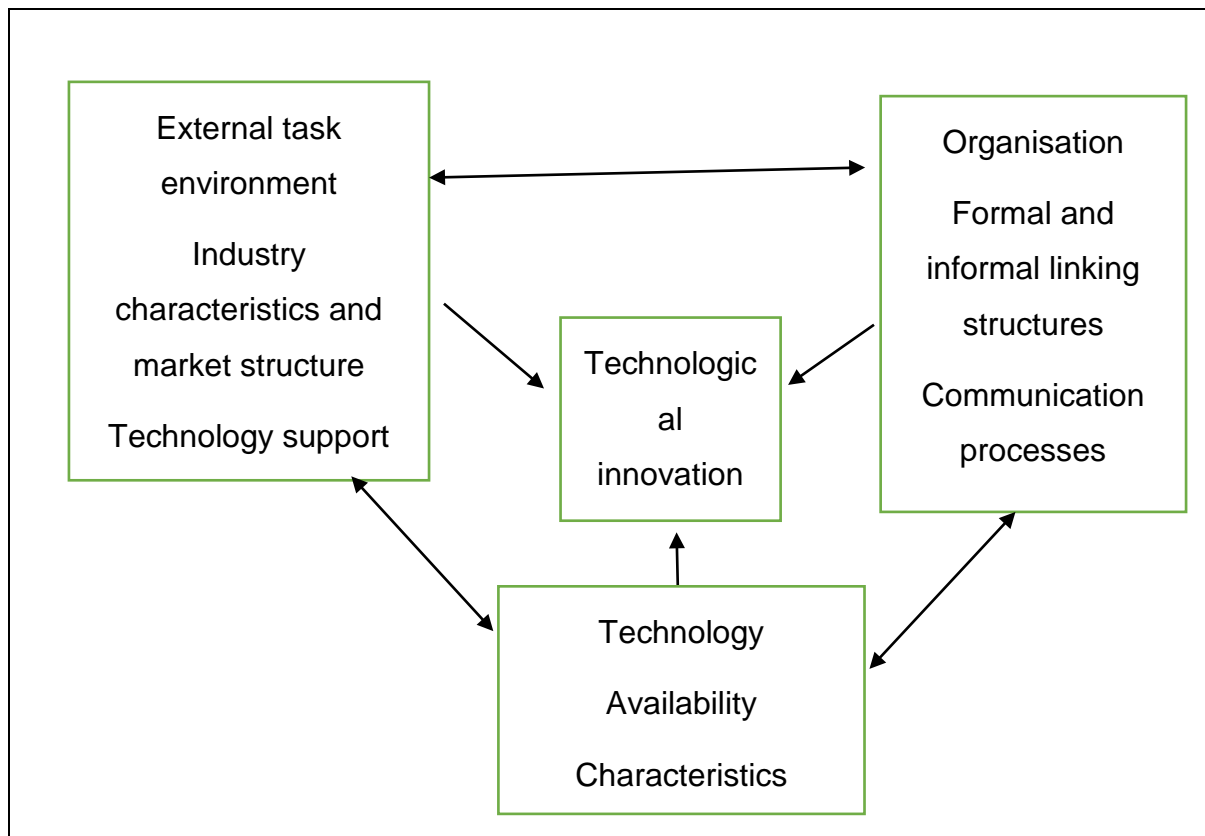 External task
environment
Industry
characteristics and
market structure
Technology support
Organisation
Formal and
informal linking
structures
Communication
processes
Technologic
al
innovation
Technology
Availability
Characteristics